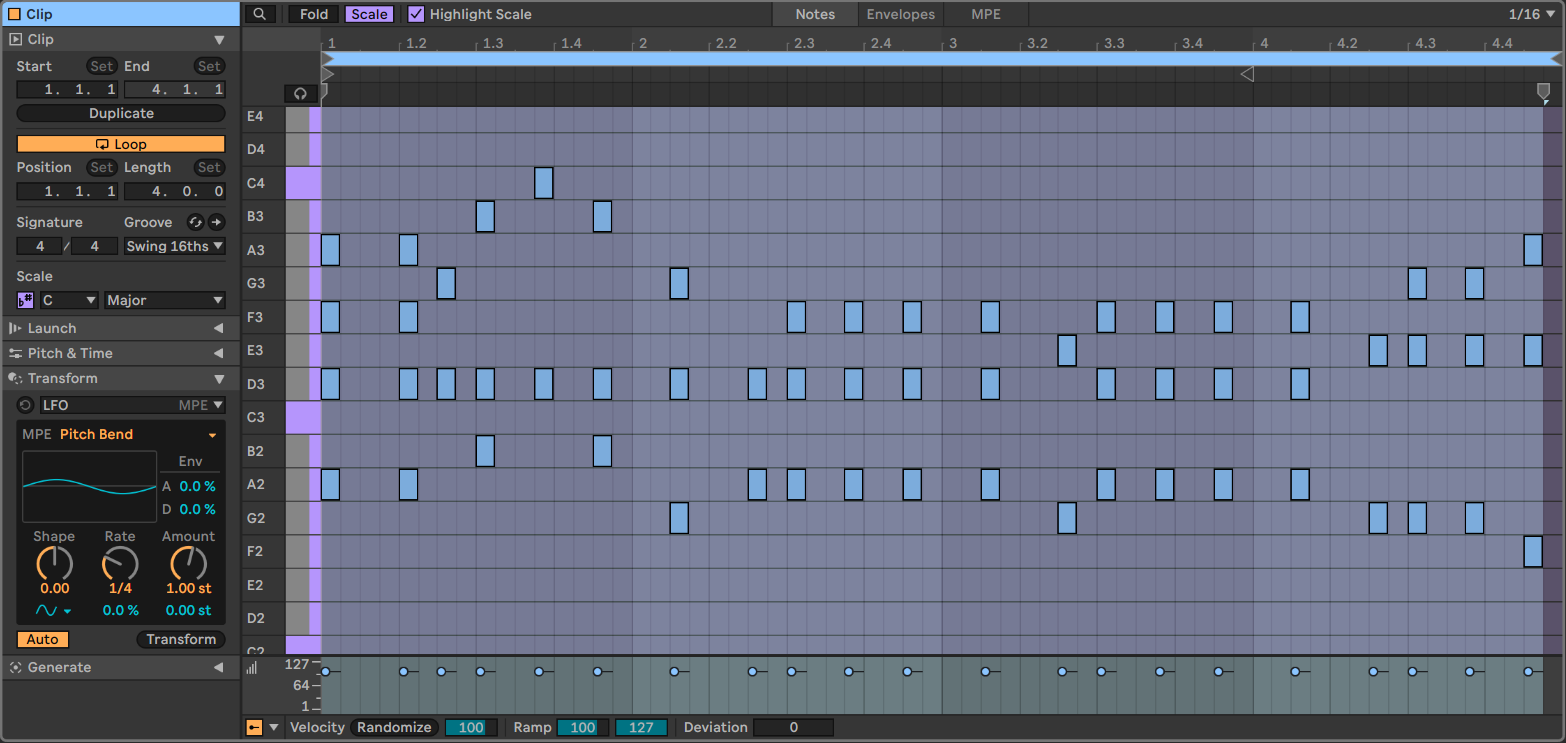 Clip
Fold Scale Highlight Scale Notes Envelopes MPE 1/16
Clip
1 1.2 1.3 1.4 2 2.2 2.3 2.4 3 3.2 3.3 3.4 4 4.2 4.3 4.4
Start Set End Set
1. 1. 1 4. 1. 1
Duplicate
Loop
Position Set Length Set
1. 1. 1 4. 0. 0
Signature Groove
4 / 4 Swing 16ths
Scale
b# C Major
Launch
Pitch & Time
Transform
LFO MPE
MPE Pitch Bend
Env
A 0.0 %
D 0.0 %
Shape Rate Amount
0.00 1/4 1.00 st
0.0 % 0.00 st
Auto Transform
Generate
E4
D4
C4
B3
A3
G3
F3
E3
D3
C3
B2
A2
G2
F2
E2
D2
C2
127
64
1
Velocity Randomize 100 Ramp 100 127 Deviation 0